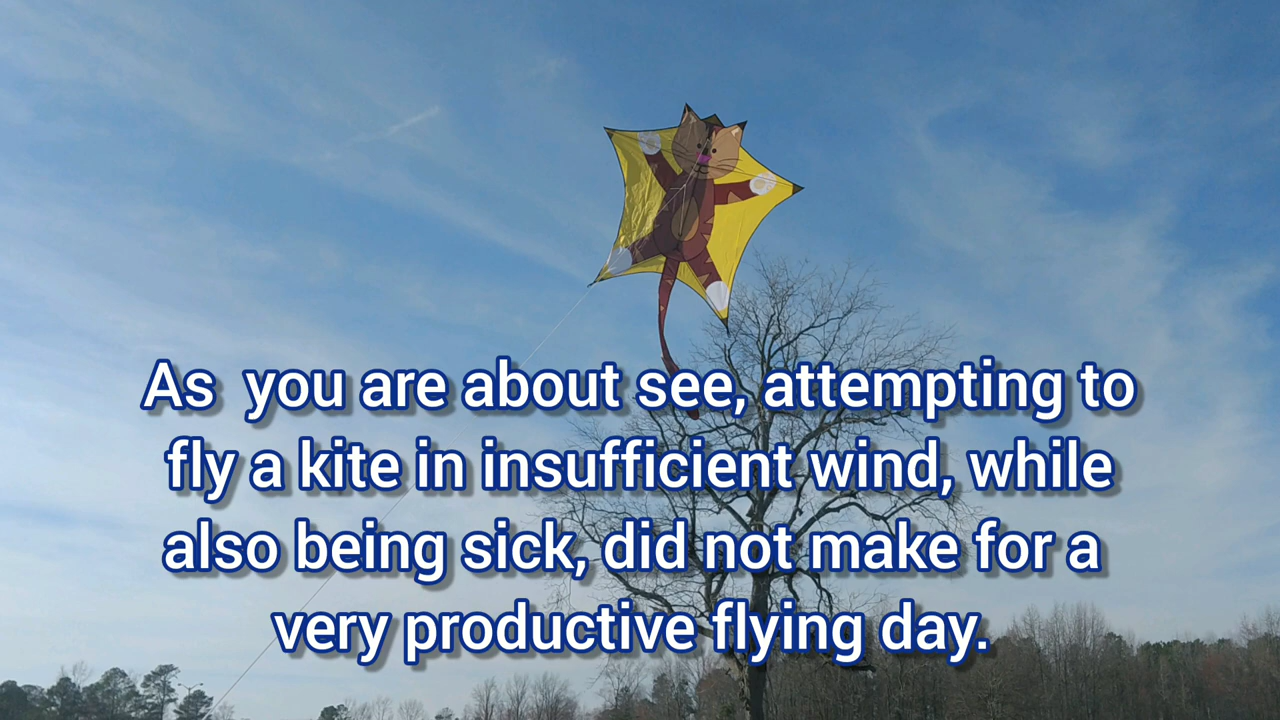 As  you are about see, attempting to
fly a kite in insufficient wind, while
also being sick, did not make for a
very productive flying day.